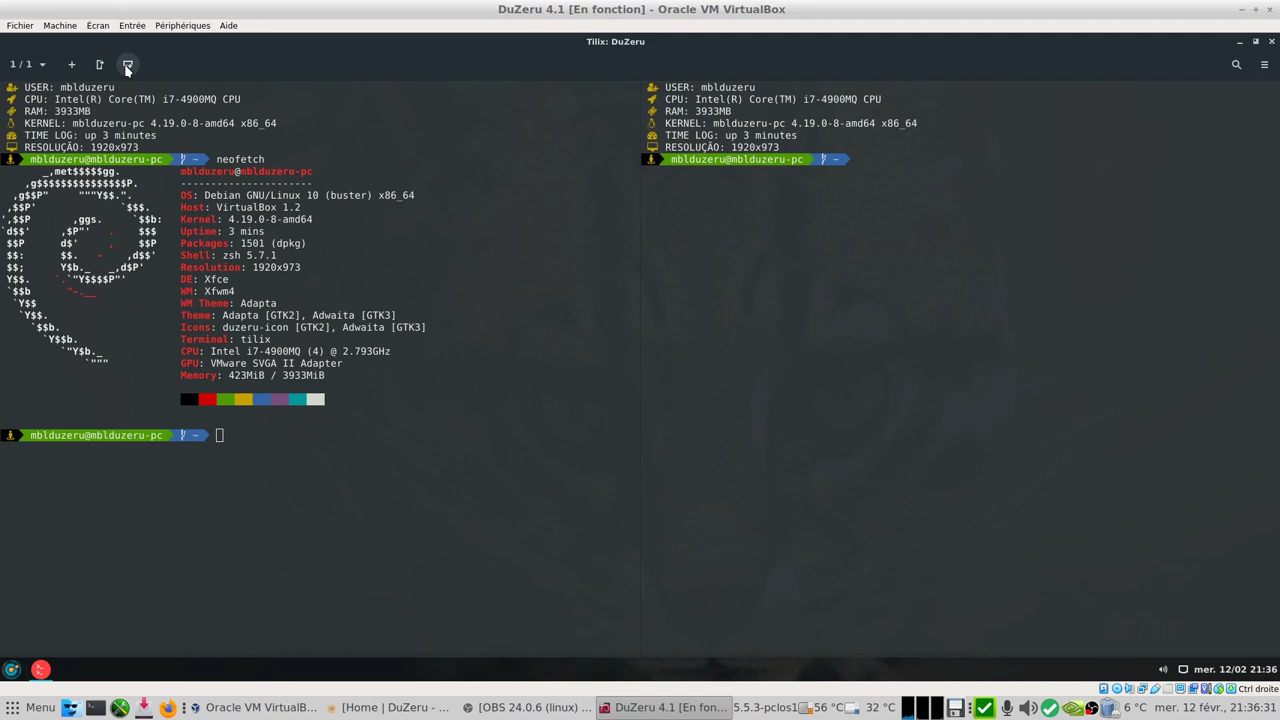 DuZeru 4.1 [En fonction] - Oracle VM VirtualBox
Fichier Machine Écran Entrée Périphériques Aide
Tilix: DuZeru
1 / 1
USER: mblduzeru
CPU: Intel(R) Core(TM) i7-4900MQ CPU
RAM: 3933MB
KERNEL: mblduzeru-pc 4.19.0-8-amd64 x86_64
TIME LOG: up 3 minutes
RESOLUÇÃO: 1920x973
mblduzeru@mblduzeru-pc ~ neofetch
mblduzeru@mblduzeru-pc
-----------------------
OS: Debian GNU/Linux 10 (buster) x86_64
Host: VirtualBox 1.2
Kernel: 4.19.0-8-amd64
Uptime: 3 mins
Packages: 1501 (dpkg)
Shell: zsh 5.7.1
Resolution: 1920x973
DE: Xfce
WM: Xfwm4
WM Theme: Adapta
Theme: Adapta [GTK2], Adwaita [GTK3]
Icons: duzeru-icon [GTK2], Adwaita [GTK3]
Terminal: tilix
CPU: Intel i7-4900MQ (4) @ 2.793GHz
GPU: VMware SVGA II Adapter
Memory: 423MiB / 3933MiB
mblduzeru@mblduzeru-pc ~
USER: mblduzeru
CPU: Intel(R) Core(TM) i7-4900MQ CPU
RAM: 3933MB
KERNEL: mblduzeru-pc 4.19.0-8-amd64 x86_64
TIME LOG: up 3 minutes
RESOLUÇÃO: 1920x973
mblduzeru@mblduzeru-pc ~
mer. 12/02 21:36
Ctrl droite
Menu Oracle VM VirtualB... [Home | DuZeru - ... [OBS 24.0.6 (linux) ... DuZeru 4.1 [En fon... 5.5.3-pclos1 56 °C 32 °C 6 °C mer. 12 févr., 21:36:31